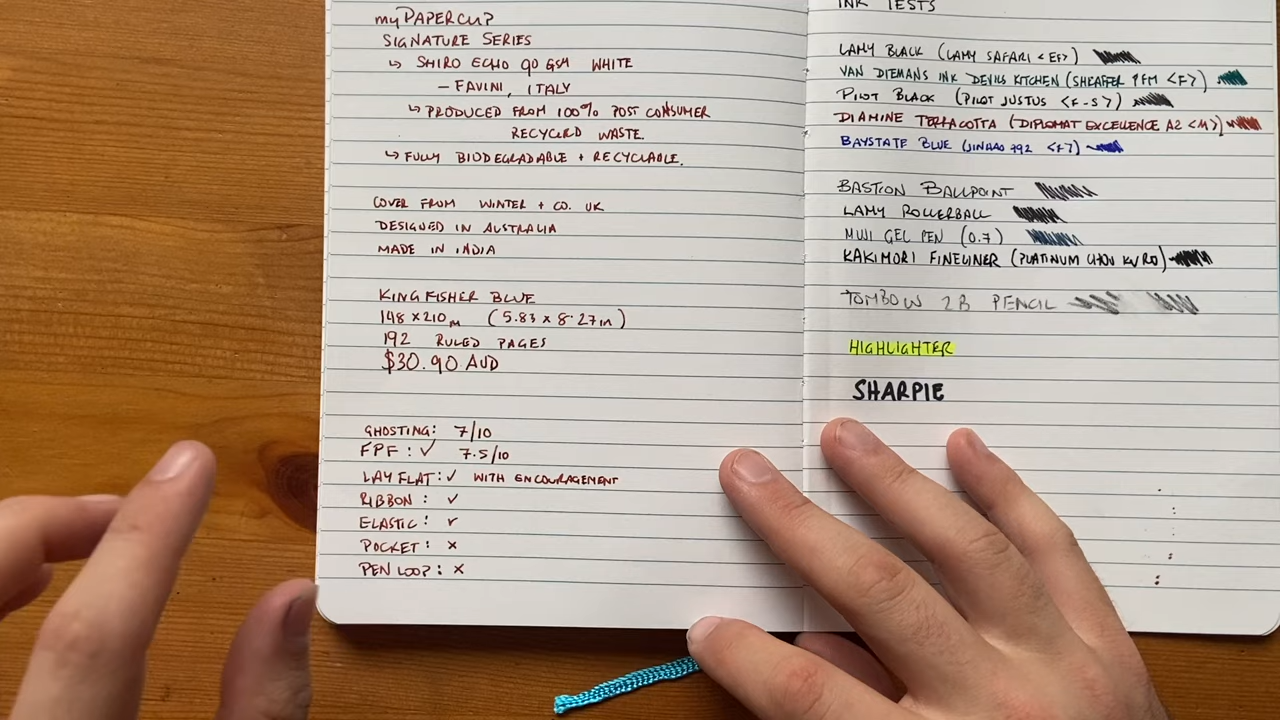 myPAPERCLIP
SIGNATURE SERIES
↳ SHIRO ECHO 90 GSM WHITE
– FAVINI, ITALY
↳ PRODUCED FROM 100% POST CONSUMER
RECYCLED WASTE.
↳ FULLY BIODEGRADABLE + RECYCLABLE.
COVER FROM WINTER + CO. UK
DESIGNED IN AUSTRALIA
MADE IN INDIA
KINGFISHER BLUE
148 x 210m (5.83 x 8.27in)
192 RULED PAGES
$30.90 AUD
GHOSTING: 7/10
FPF: ✓ 7.5/10
LAY FLAT: ✓ WITH ENCOURAGEMENT
RIBBON: ✓
ELASTIC: ✓
POCKET: x
PEN LOOP: x
INK TESTS
LAMY BLACK (LAMY SAFARI <EF>)
VAN DIEMANS INK DEVILS KITCHEN (SHEAFFER PFM <F>)
PILOT BLACK (PILOT JUSTUS <F-S>)
DIAMINE TERRACOTTA (DIPLOMAT EXCELLENCE A2 <M>)
BAYSTATE BLUE (JINHAO 992 <F>)
BASTION BALLPOINT
LAMY ROLLERBALL
MUJI GEL PEN (0.7)
KAKIMORI FINELINER (PLATINUM CHOU KURO)
TOMBOW 2B PENCIL
HIGHLIGHTER
SHARPIE